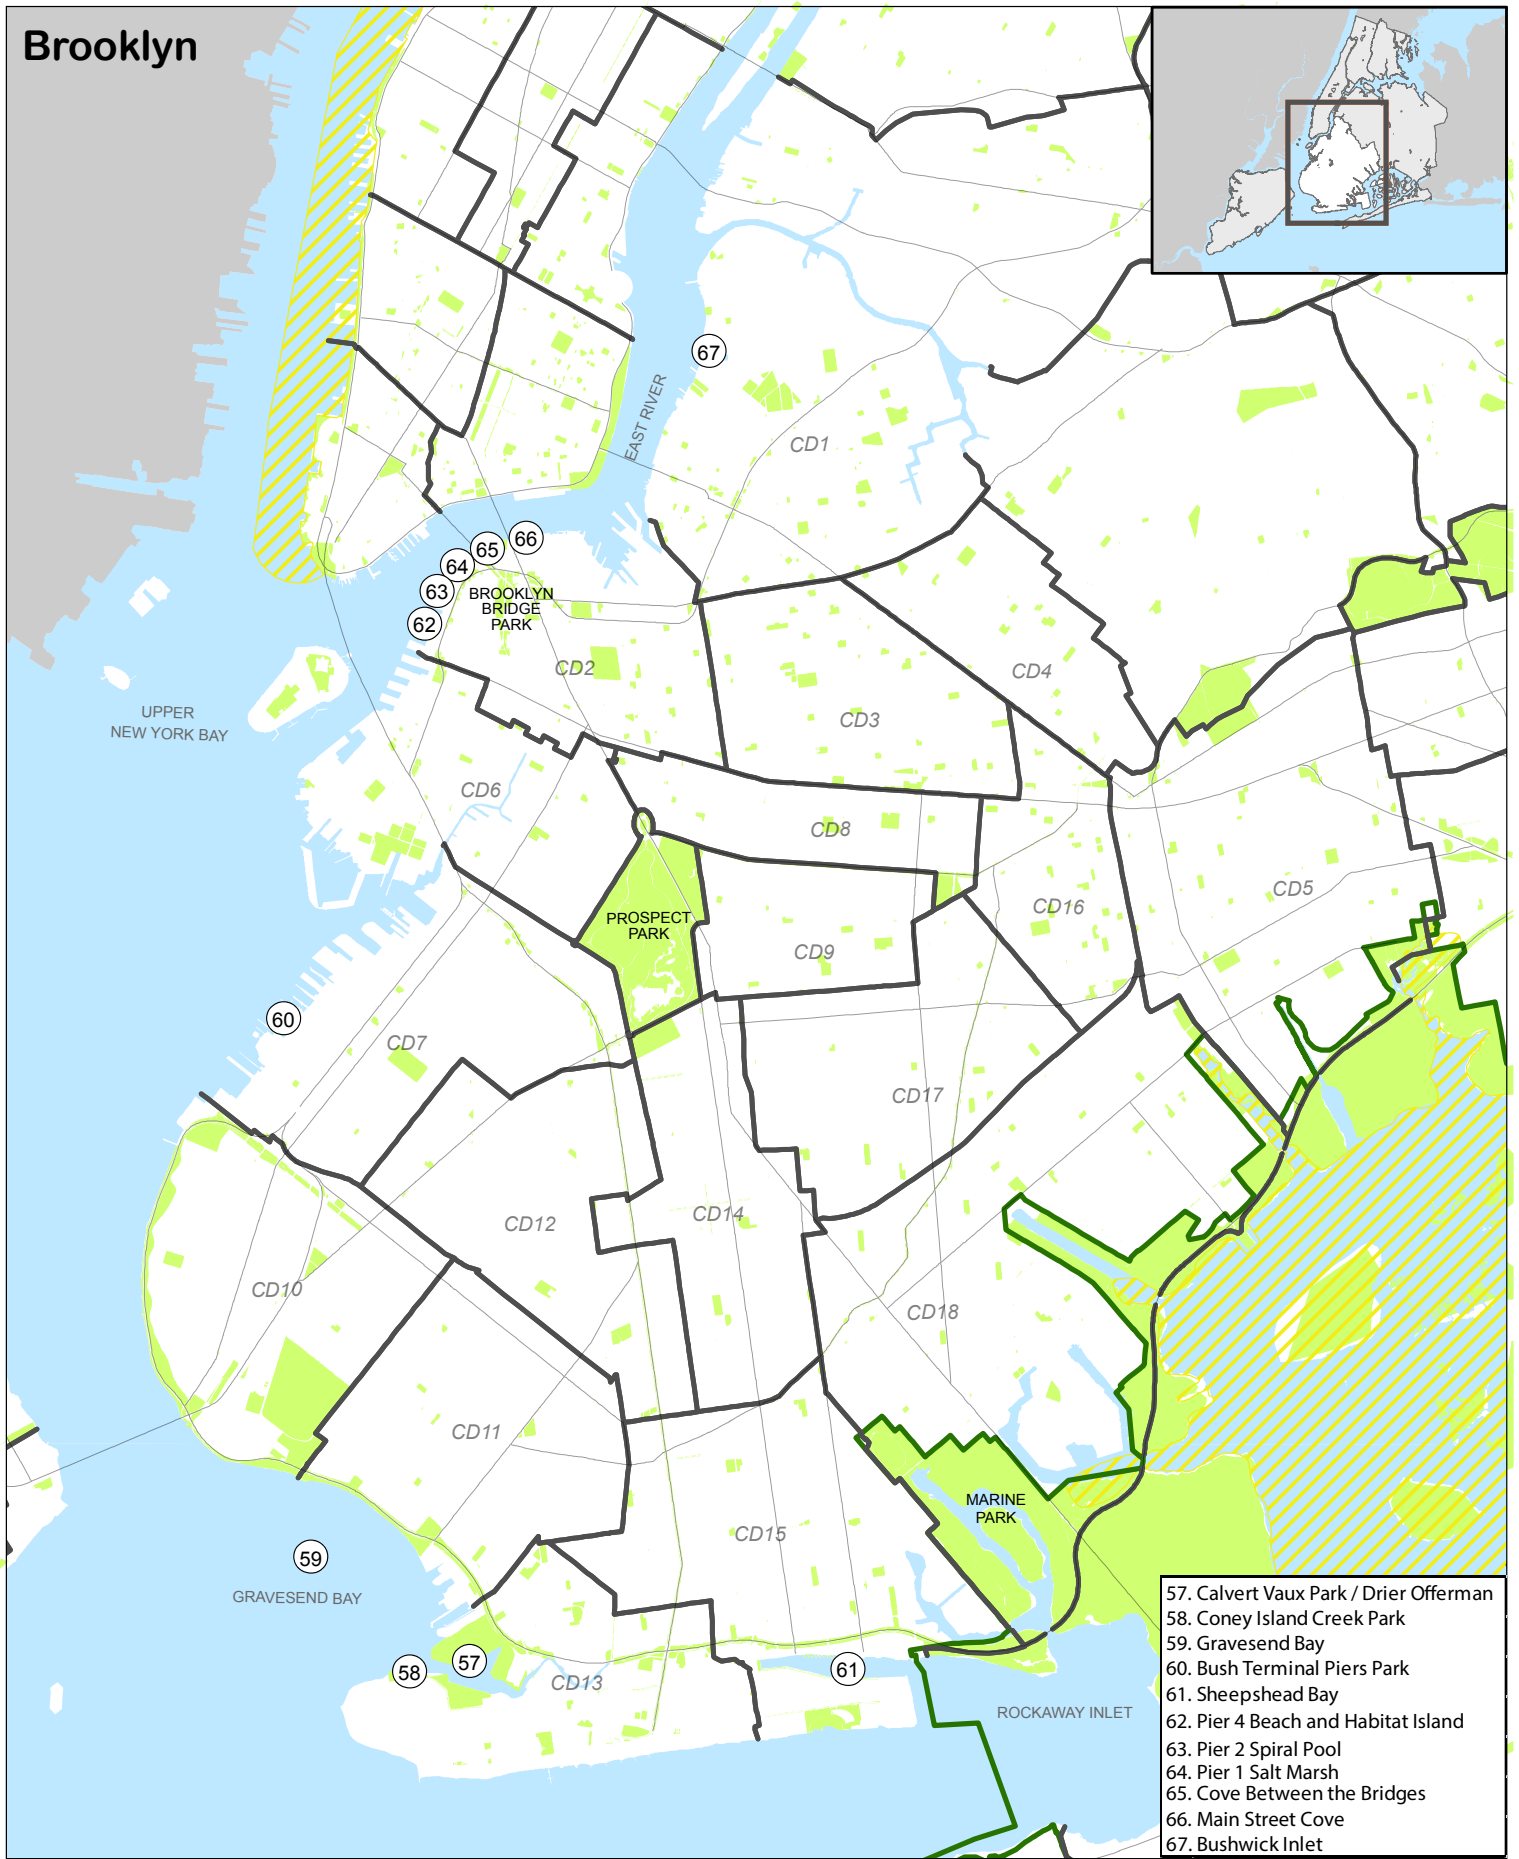 Brooklyn
67
EAST RIVER
CD1
66
65
64
63
62
BROOKLYN
BRIDGE
PARK
CD2
CD4
CD3
UPPER
NEW YORK BAY
CD6
CD8
CD5
CD16
PROSPECT
PARK
CD9
60
CD7
CD17
CD12
CD14
CD10
CD18
CD11
MARINE
PARK
CD15
59
GRAVESEND BAY
57
58
CD13
61
ROCKAWAY INLET
57. Calvert Vaux Park / Drier Offerman
58. Coney Island Creek Park
59. Gravesend Bay
60. Bush Terminal Piers Park
61. Sheepshead Bay
62. Pier 4 Beach and Habitat Island
63. Pier 2 Spiral Pool
64. Pier 1 Salt Marsh
65. Cove Between the Bridges
66. Main Street Cove
67. Bushwick Inlet